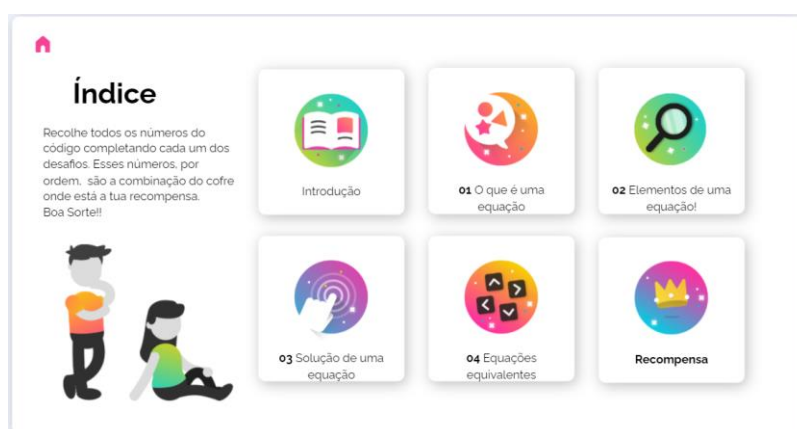 Índice
Recolhe todos os números do
código completando cada um dos
desafios. Esses números, por
ordem, são a combinação do cofre
onde está a tua recompensa.
Boa Sorte!!
Introdução
01 O que é uma
equação
02 Elementos de uma
equação!
03 Solução de uma
equação
04 Equações
equivalentes
Recompensa